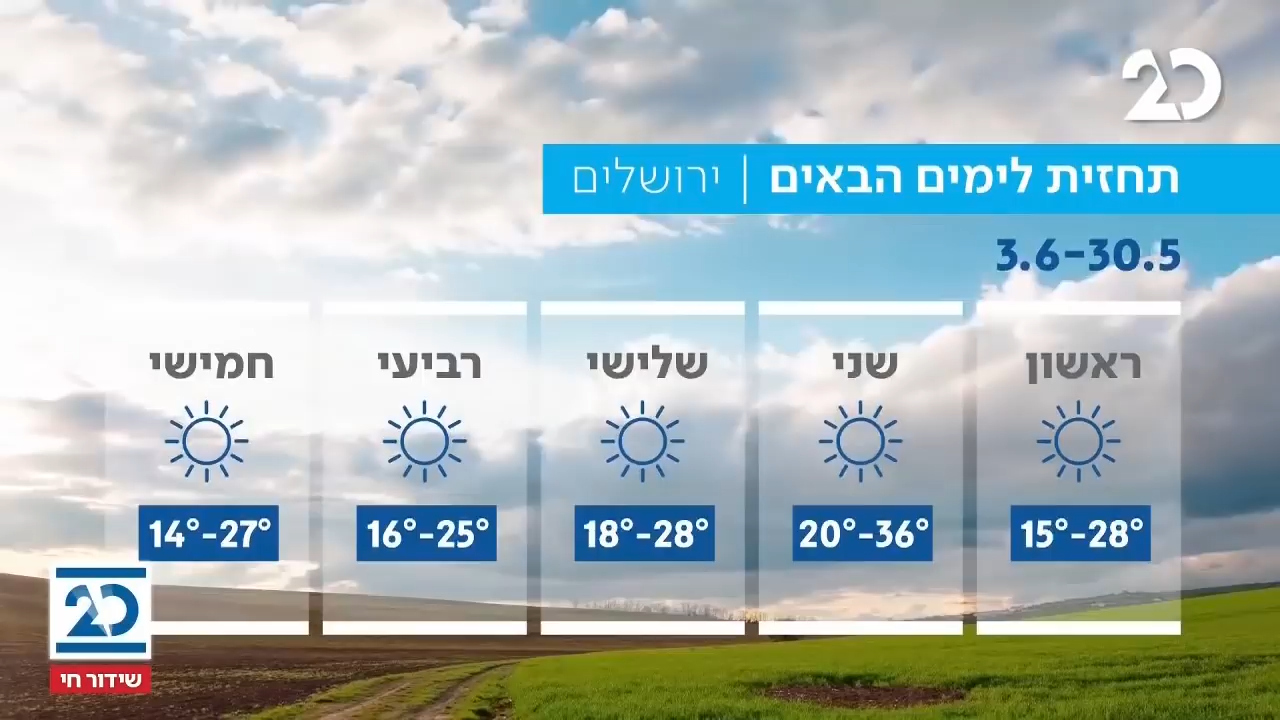 20
תחזית לימים הבאים | ירושלים
3.6-30.5
ראשון
15°-28°
שני
20°-36°
שלישי
18°-28°
רביעי
16°-25°
חמישי
14°-27°
20
שידור חי